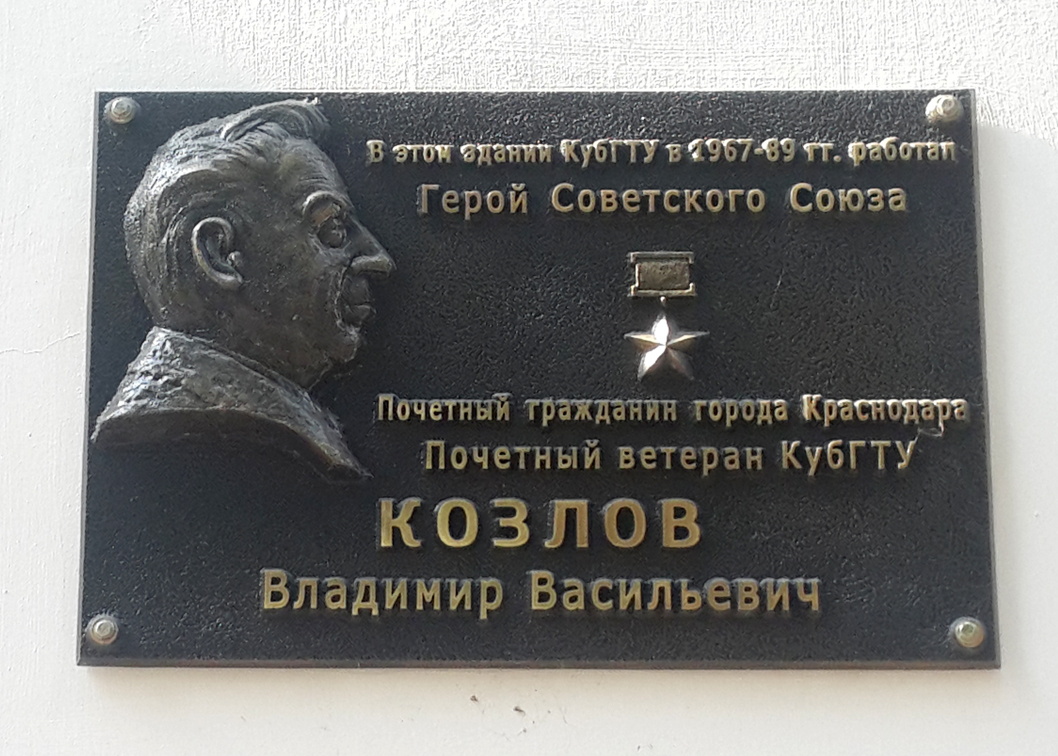 В этом здании КубГТУ в 1967-89 гг. работал
Герой Советского Союза
Почетный гражданин города Краснодара
Почетный ветеран КубГТУ
КОЗЛОВ
Владимир Васильевич